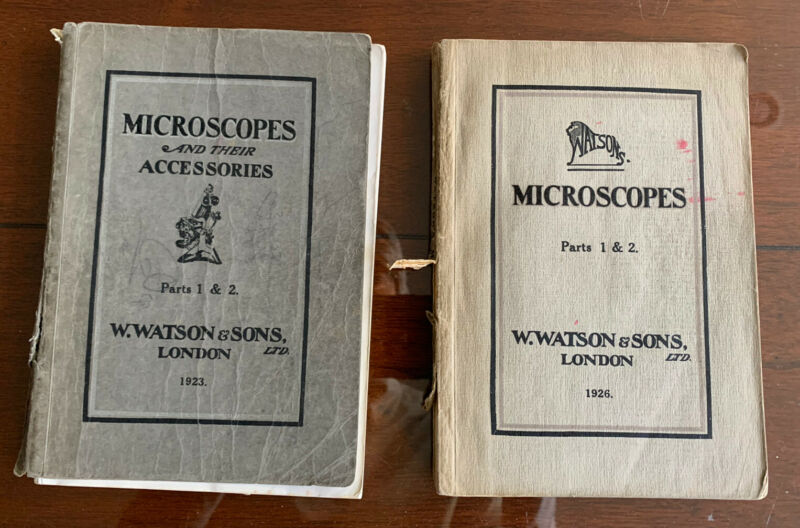 MICROSCOPES
AND THEIR
ACCESSORIES
Parts 1 & 2.
W. WATSON & SONS,
LONDON LTD.
1923.
WATSONS.
MICROSCOPES
Parts 1 & 2.
W. WATSON & SONS,
LONDON LTD.
1926.